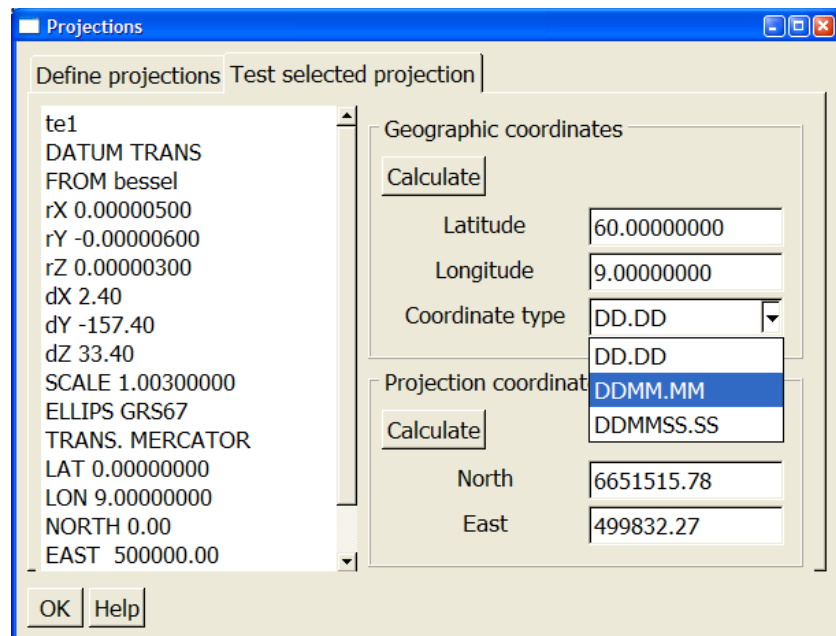 Projections
Define projections
Test selected projection
te1
DATUM TRANS
FROM bessel
rX 0.00000500
rY -0.00000600
rZ 0.00000300
dX 2.40
dY -157.40
dZ 33.40
SCALE 1.00300000
ELLIPS GRS67
TRANS. MERCATOR
LAT 0.00000000
LON 9.00000000
NORTH 0.00
EAST  500000.00
Geographic coordinates
Calculate
Latitude 60.00000000
Longitude 9.00000000
Coordinate type DD.DD
DD.DD
DDMM.MM
DDMMSS.SS
Projection coordinat
Calculate
North 6651515.78
East 499832.27
OK Help